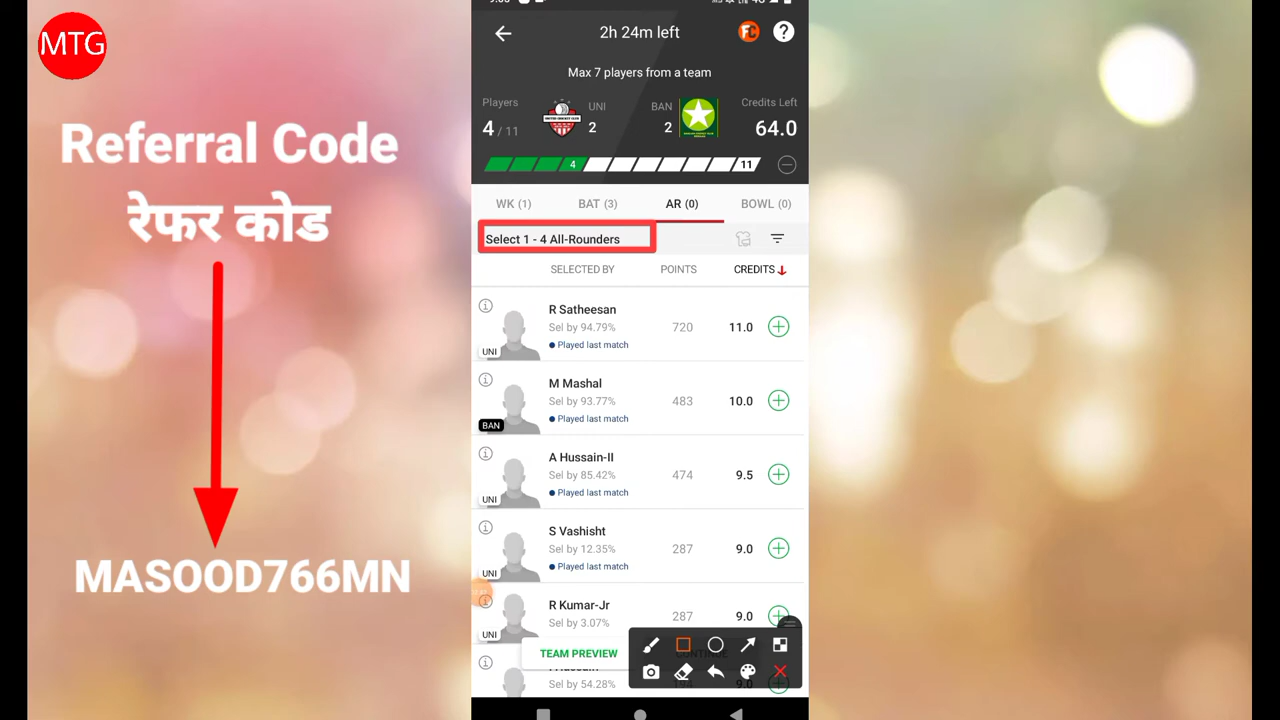 MTG
Referral Code
रेफर कोड
MASOOD766MN
2h 24m left
FC
?
Max 7 players from a team
Players
4 / 11
UNI
2
BAN
2
Credits Left
64.0
4
11
WK (1)
BAT (3)
AR (0)
BOWL (0)
Select 1 - 4 All-Rounders
SELECTED BY
POINTS
CREDITS
R Satheesan
Sel by 94.79%
Played last match
UNI
720
11.0
M Mashal
Sel by 93.77%
Played last match
BAN
483
10.0
A Hussain-II
Sel by 85.42%
Played last match
UNI
474
9.5
S Vashisht
Sel by 12.35%
Played last match
UNI
287
9.0
R Kumar-Jr
Sel by 3.07%
UNI
287
9.0
TEAM PREVIEW
Sel by 54.28%
9.0